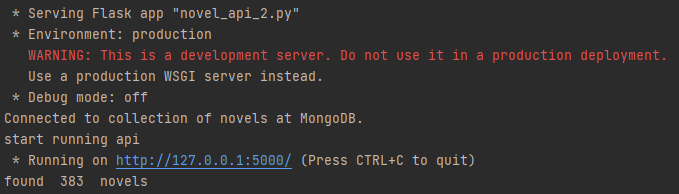 * Serving Flask app "novel_api_2.py"
* Environment: production
WARNING: This is a development server. Do not use it in a production deployment.
Use a production WSGI server instead.
* Debug mode: off
Connected to collection of novels at MongoDB.
start running api
* Running on http://127.0.0.1:5000/ (Press CTRL+C to quit)
found  383  novels